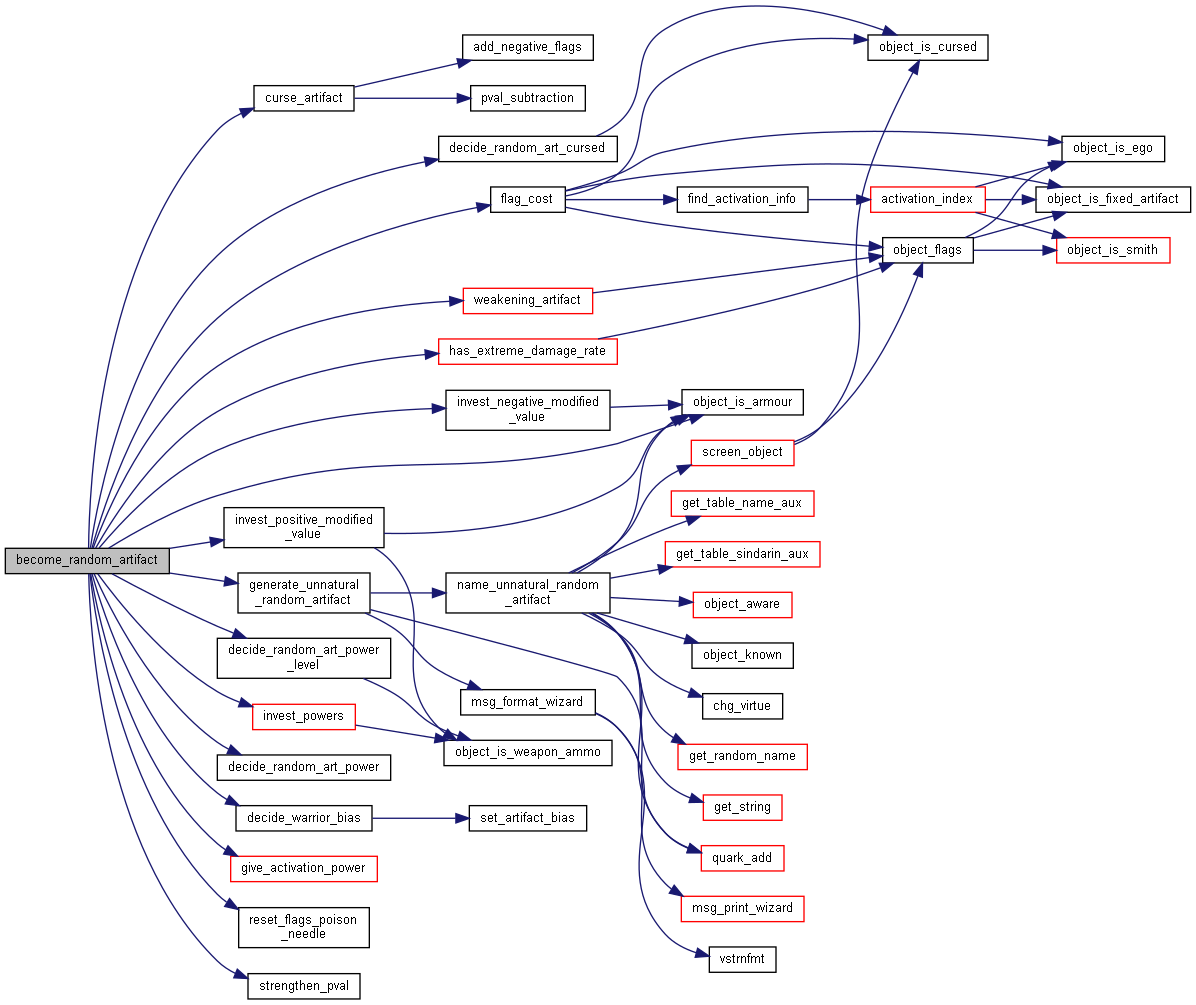 add_negative_flags
object_is_cursed
curse_artifact
pval_subtraction
decide_random_art_cursed
object_is_ego
flag_cost
find_activation_info
activation_index
object_is_fixed_artifact
object_flags
object_is_smith
weakening_artifact
has_extreme_damage_rate
invest_negative_modified
_value
object_is_armour
screen_object
get_table_name_aux
invest_positive_modified
_value
become_random_artifact
get_table_sindarin_aux
generate_unnatural
_random_artifact
name_unnatural_random
_artifact
object_aware
decide_random_art_power
_level
object_known
msg_format_wizard
chg_virtue
invest_powers
object_is_weapon_ammo
get_random_name
decide_random_art_power
decide_warrior_bias
set_artifact_bias
get_string
give_activation_power
quark_add
reset_flags_poison
_needle
msg_print_wizard
vstrnfmt
strengthen_pval